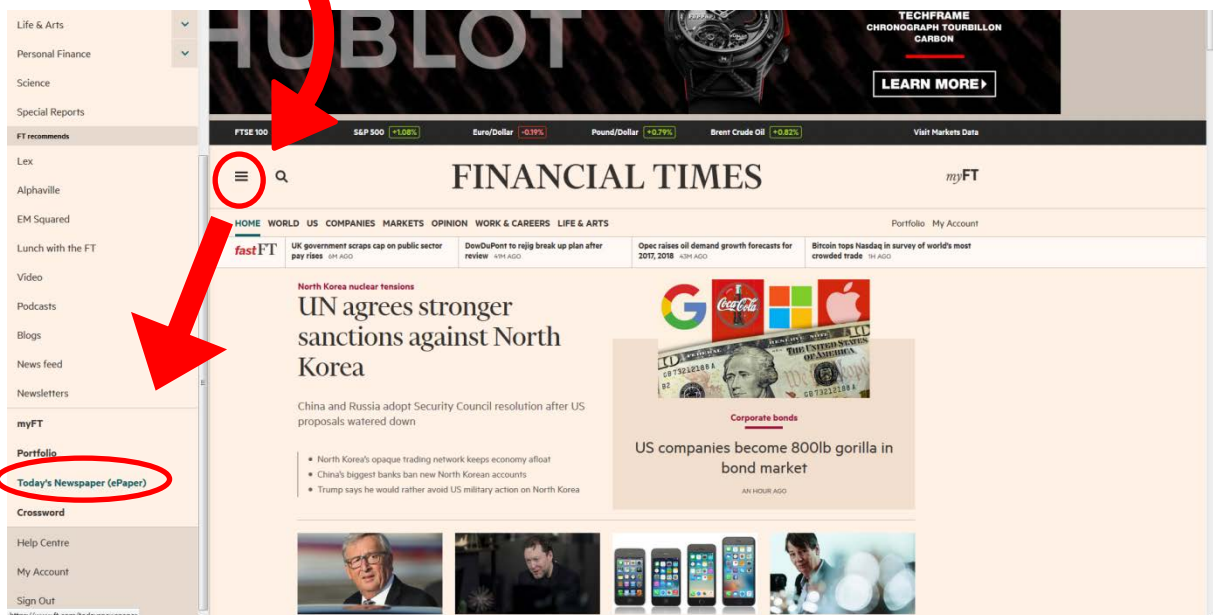 Life & Arts
Personal Finance
Science
Special Reports
FT recommends
Lex
Alphaville
EM Squared
Lunch with the FT
Video
Podcasts
Blogs
News feed
Newsletters
myFT
Portfolio
Today's Newspaper (ePaper)
Crossword
Help Centre
My Account
Sign Out
HUBLOT
TECHFRAME
CHRONOGRAPH TOURBILLON
CARBON
LEARN MORE
FTSE 100 S&P 500 +1.08% Euro/Dollar -0.19% Pound/Dollar +0.79% Brent Crude Oil +0.82% Visit Markets Data
FINANCIAL TIMES
myFT
HOME WORLD US COMPANIES MARKETS OPINION WORK & CAREERS LIFE & ARTS
Portfolio My Account
fastFT
UK government scraps cap on public sector
pay rises 6M AGO
DowDuPont to rejig break up plan after
review 41M AGO
Opec raises oil demand growth forecasts for
2017, 2018 43M AGO
Bitcoin tops Nasdaq in survey of world's most
crowded trade 1H AGO
North Korea nuclear tensions
UN agrees stronger
sanctions against North
Korea
China and Russia adopt Security Council resolution after US
proposals watered down
North Korea's opaque trading network keeps economy afloat
China's biggest banks ban new North Korean accounts
Trump says he would rather avoid US military action on North Korea
Coca-Cola
THE UNITED STATES
OF AMERICA
Corporate bonds
US companies become 800lb gorilla in
bond market
AN HOUR AGO